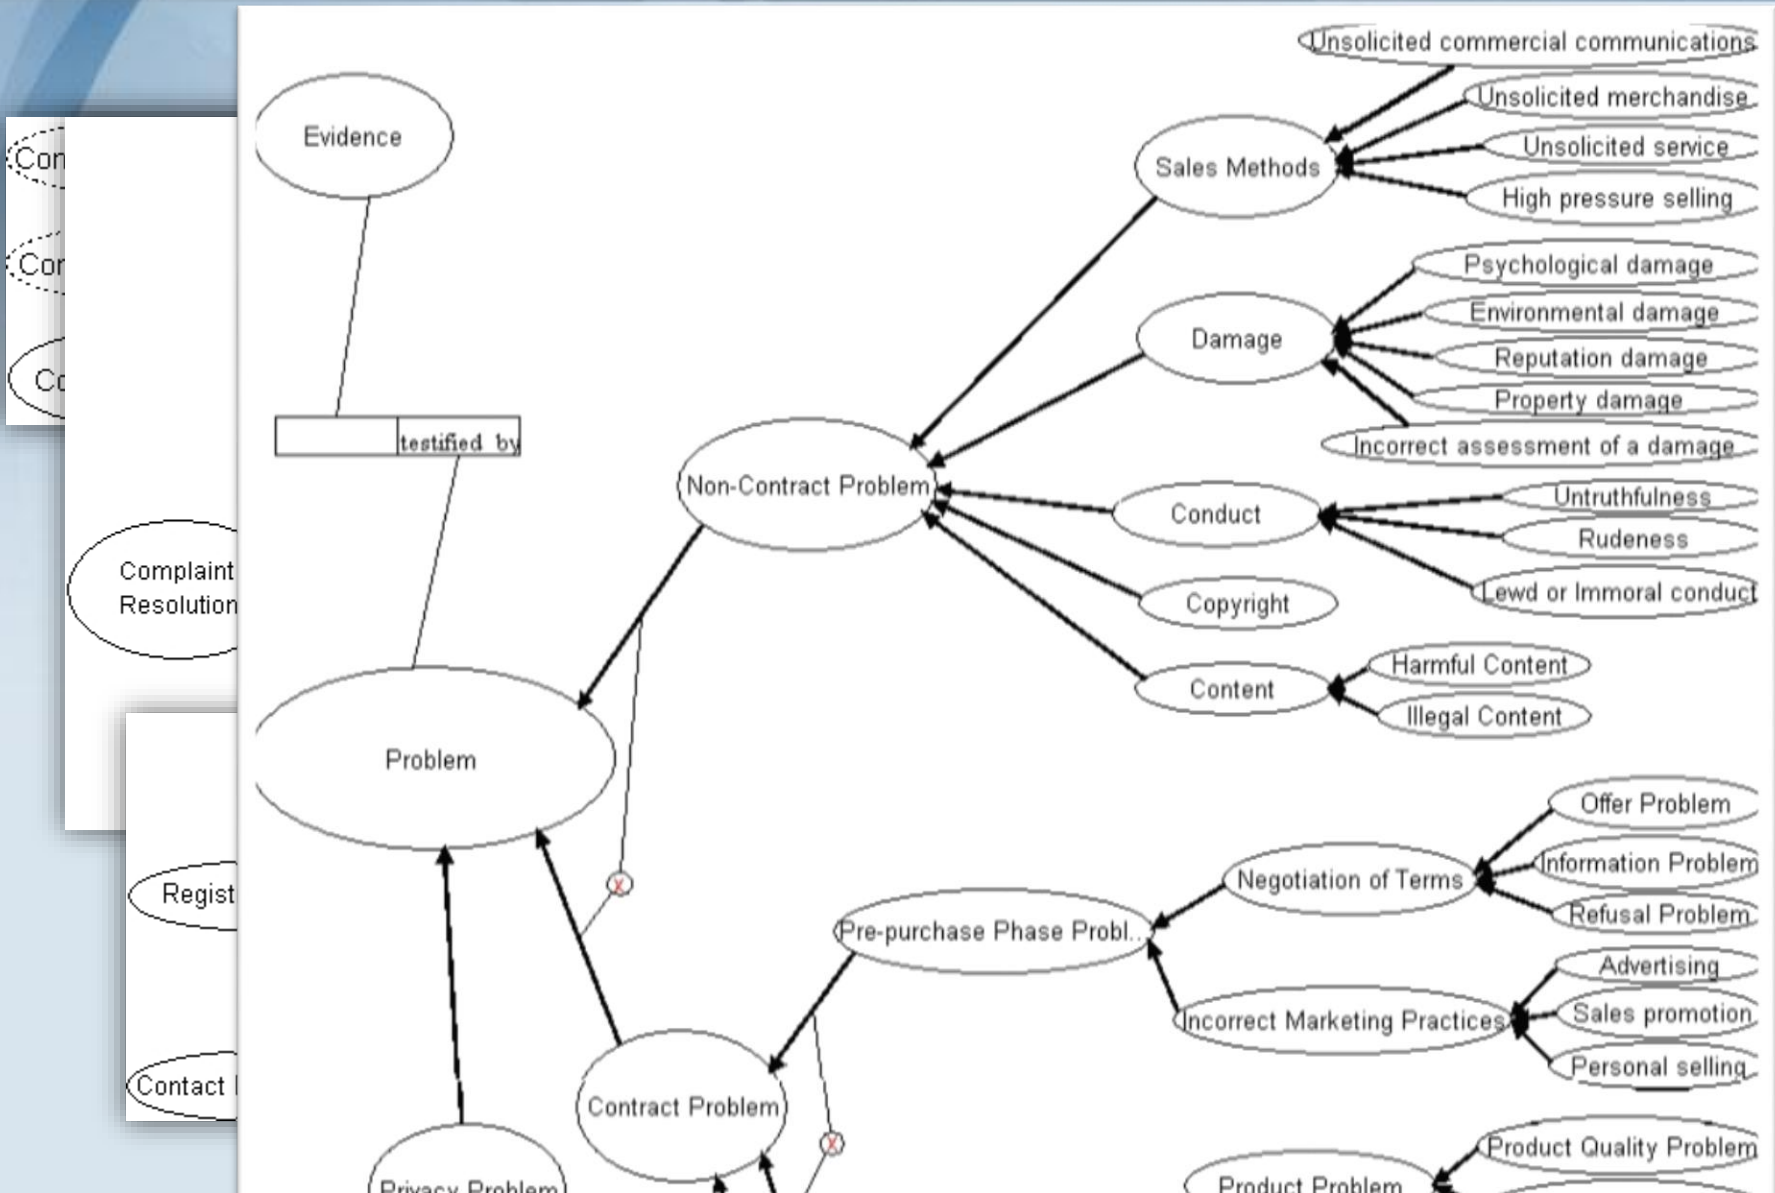 Unsolicited commercial communications
Unsolicited merchandise
Evidence
Unsolicited service
Sales Methods
High pressure selling
Con
Con
Co
Psychological damage
Environmental damage
Damage
Reputation damage
Property damage
Incorrect assessment of a damage
testified by
Non-Contract Problem
Untruthfulness
Conduct
Rudeness
Lewd or Immoral conduct
Copyright
Complaint
Resolution
Harmful Content
Content
Illegal Content
Problem
Offer Problem
Information Problem
Negotiation of Terms
Refusal Problem
Regist
X
Pre-purchase Phase Probl...
Advertising
Sales promotion
Incorrect Marketing Practices
Personal selling
Contact
Contract Problem
X
Product Quality Problem
Privacy Problem
Product Problem